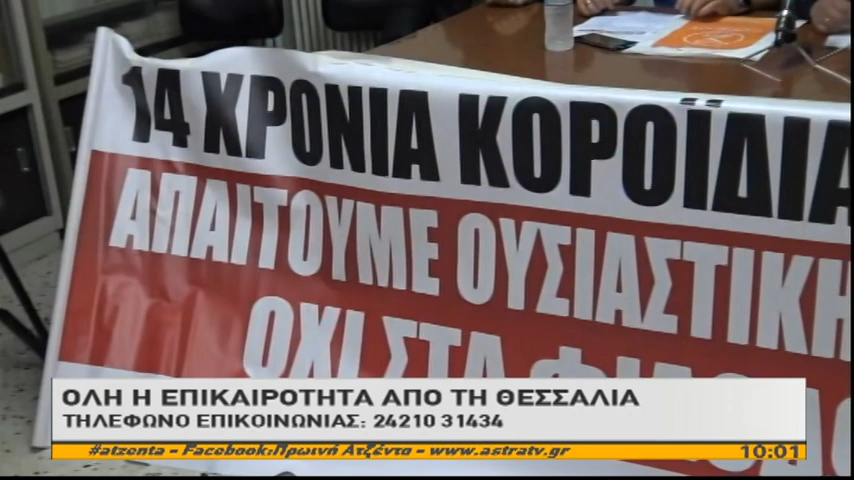 14 ΧΡΟΝΙΑ ΚΟΡΟΪΔΙΑ
ΑΠΑΙΤΟΥΜΕ ΟΥΣΙΑΣΤΙΚΗ
ΟΧΙ ΣΤΑ
ΟΛΗ Η ΕΠΙΚΑΙΡΟΤΗΤΑ ΑΠΟ ΤΗ ΘΕΣΣΑΛΙΑ
ΤΗΛΕΦΩΝΟ ΕΠΙΚΟΙΝΩΝΙΑΣ: 24210 31434
#atzenta - Facebook:Πρωινή Ατζέντα - www.astratv.gr 10:01